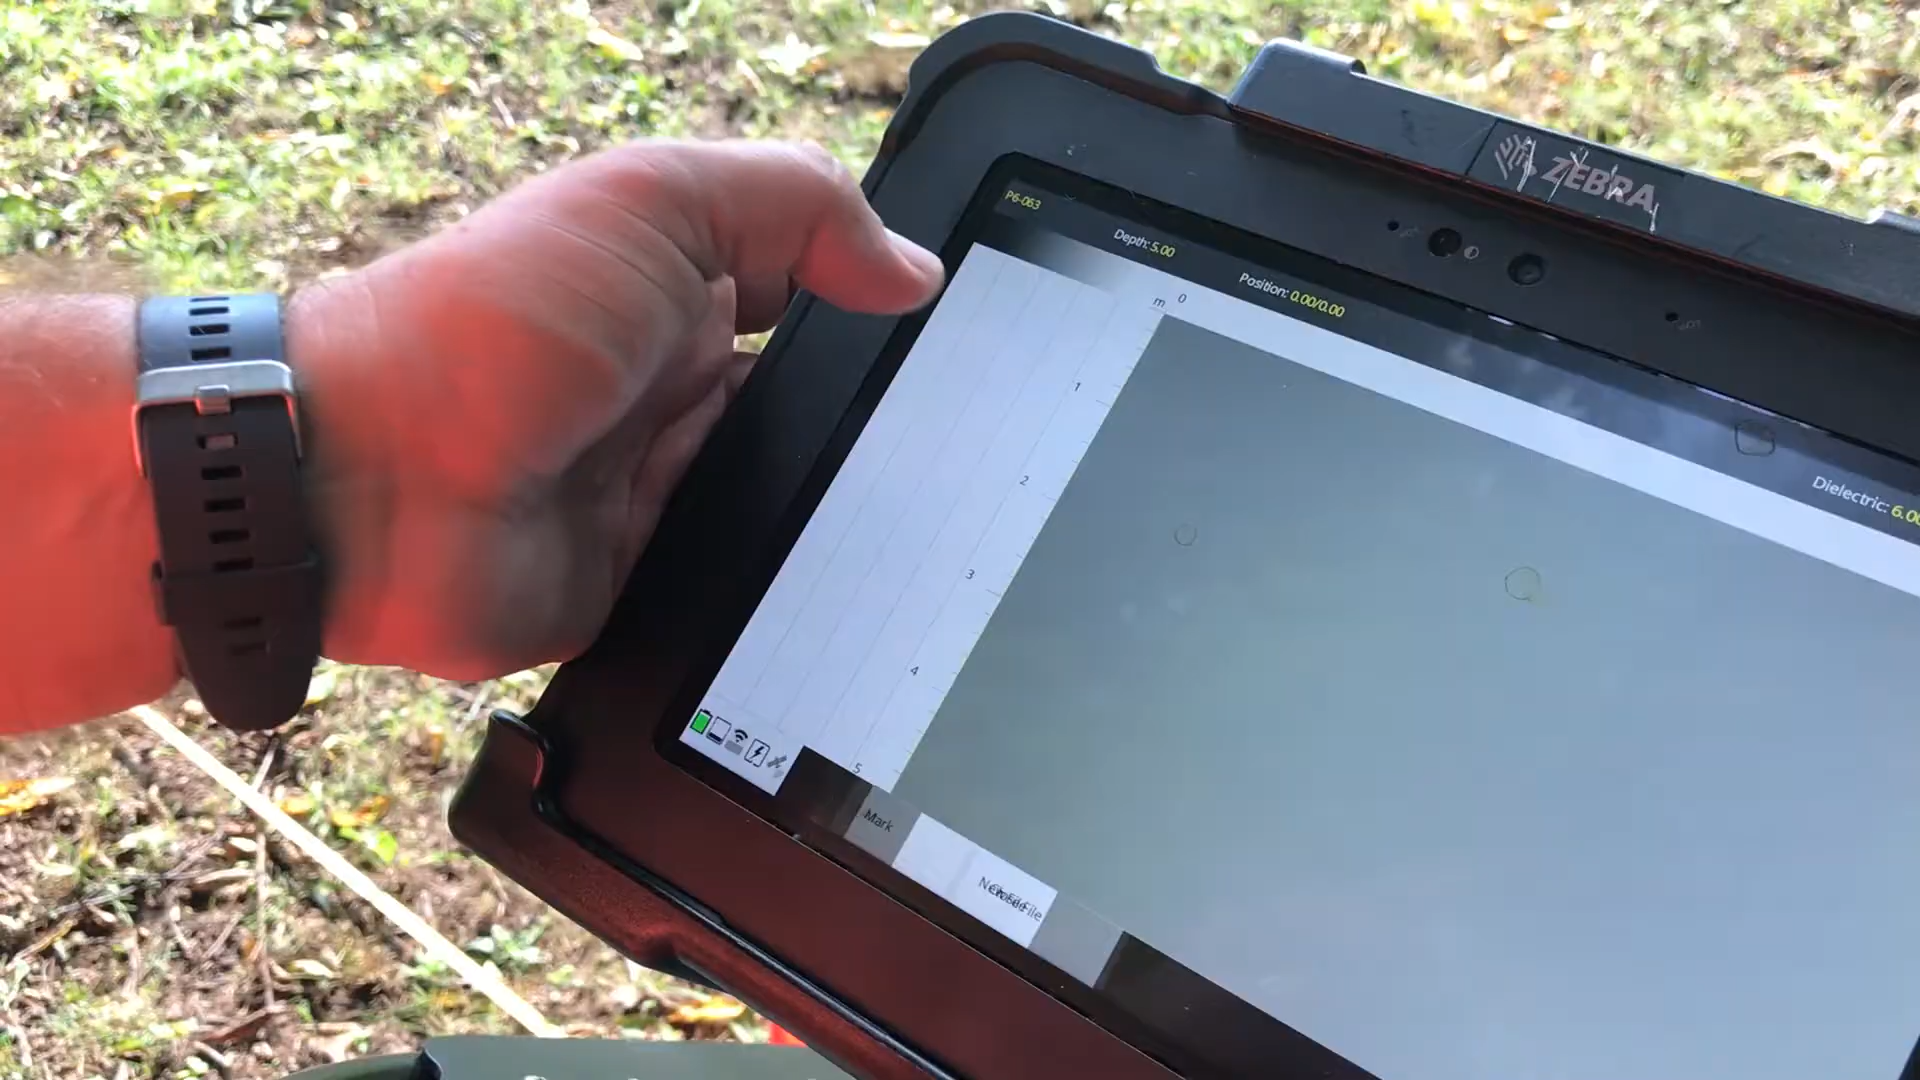 ZEBRA
P6-063
Depth: 5.00
Position: 0.00/0.00
Dielectric: 6.00
m 0
1
2
3
4
5
Mark